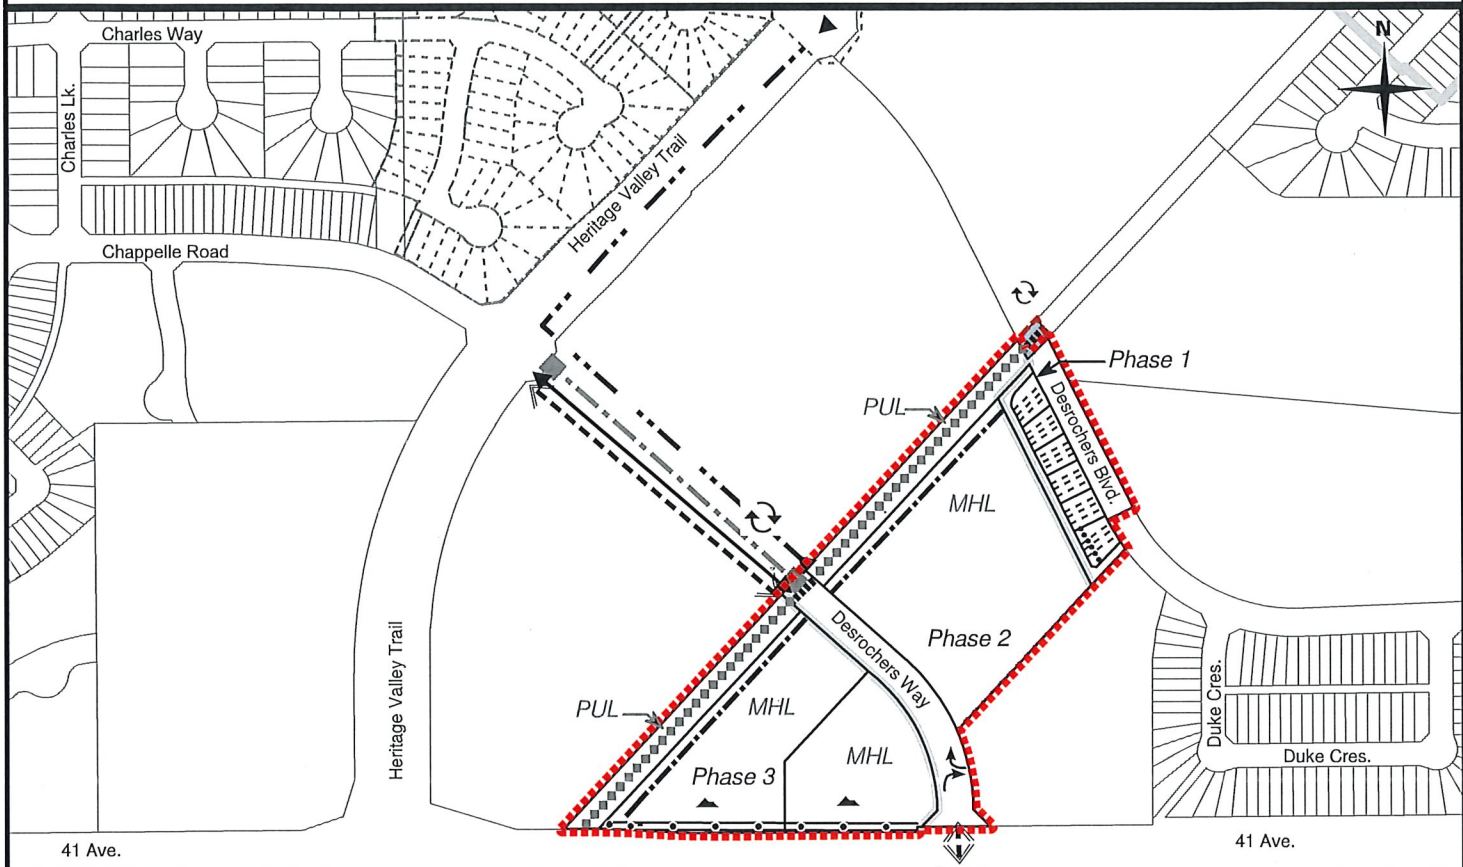 Charles Way
N
Charles Lk.
Heritage Valley Trail
Chappelle Road
Phase 1
PUL
Desrochers Blvd.
MHL
Desrochers Way
Phase 2
PUL
MHL
Heritage Valley Trail
MHL
Phase 3
Duke Cres.
Duke Cres.
41 Ave.
41 Ave.